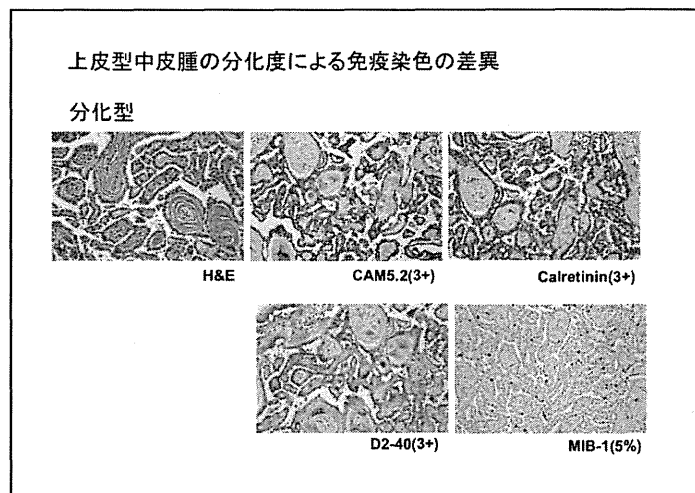 上皮型中皮腫の分化度による免疫染色の差異
分化型
H&E
CAM5.2(3+)
Calretinin(3+)
D2-40(3+)
MIB-1(5%)